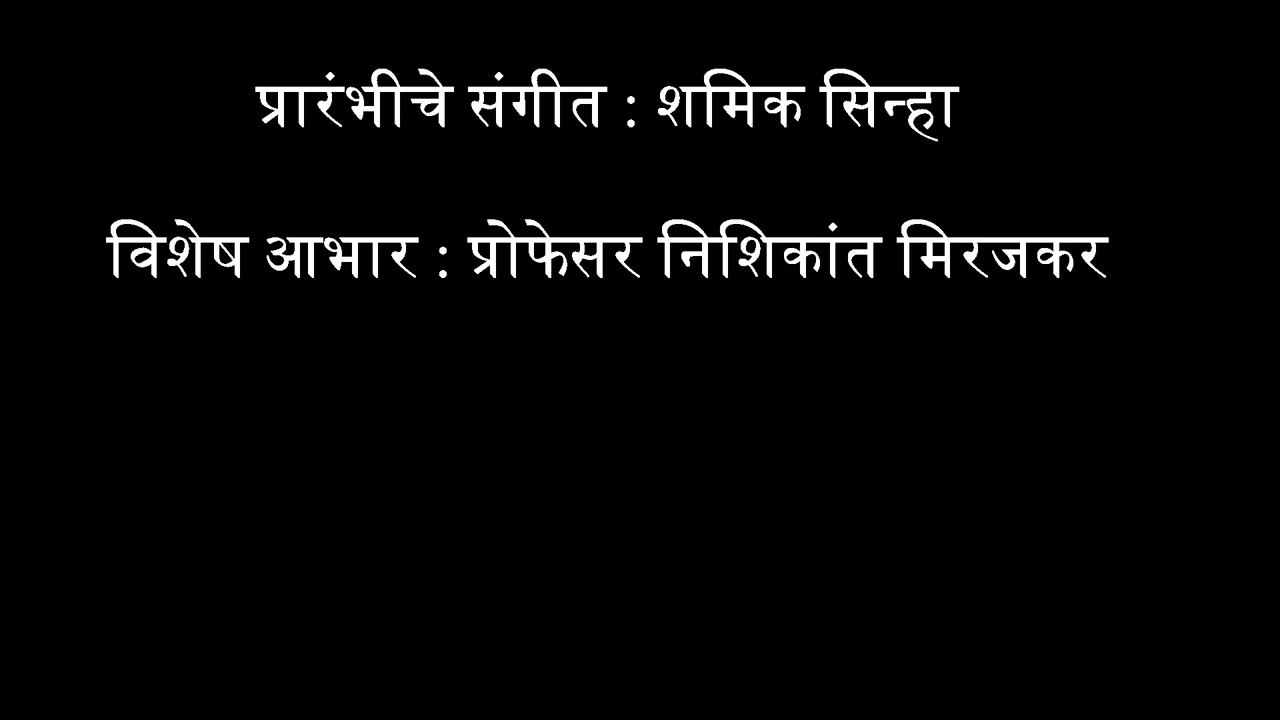 प्रारंभीचे संगीत : शमिक सिन्हा
विशेष आभार : प्रोफेसर निशिकांत मिरजकर